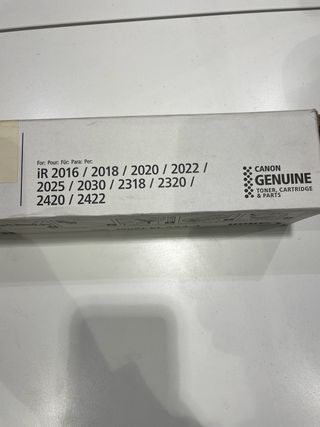 For: Pour: Für: Para: Per:
iR 2016 / 2018 / 2020 / 2022 /
2025 / 2030 / 2318 / 2320 /
2420 / 2422
CANON
GENUINE
TONER, CARTRIDGE
& PARTS